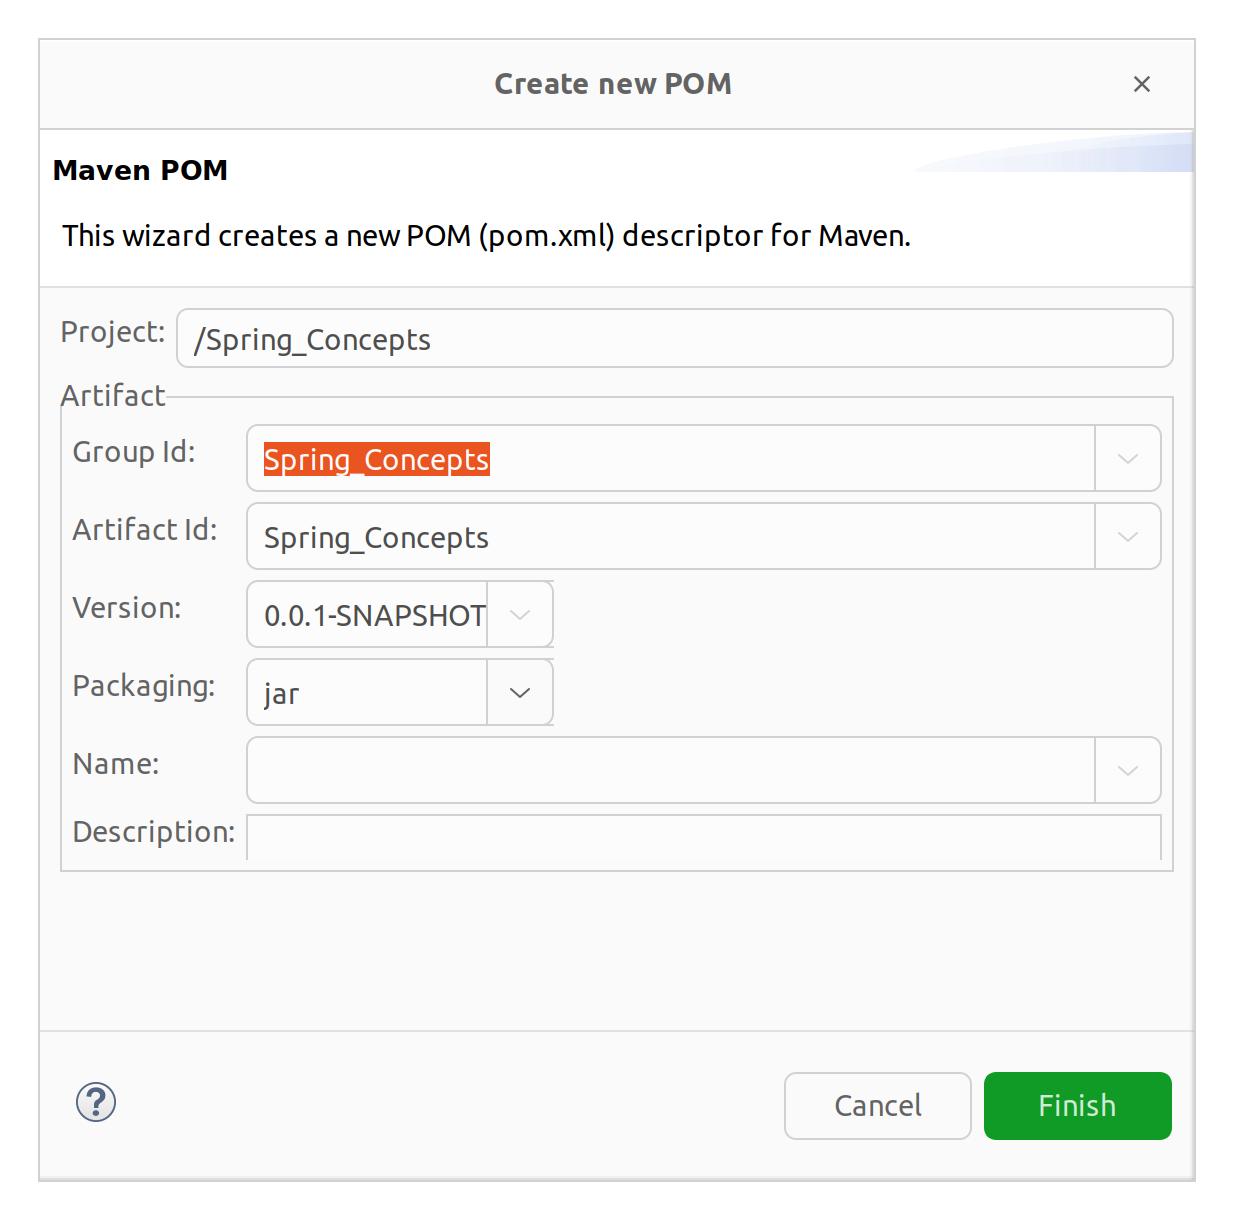 Create new POM
Maven POM
This wizard creates a new POM (pom.xml) descriptor for Maven.
Project: /Spring_Concepts
Artifact
Group Id: Spring_Concepts
Artifact Id: Spring_Concepts
Version: 0.0.1-SNAPSHOT
Packaging: jar
Name:
Description:
? Cancel Finish